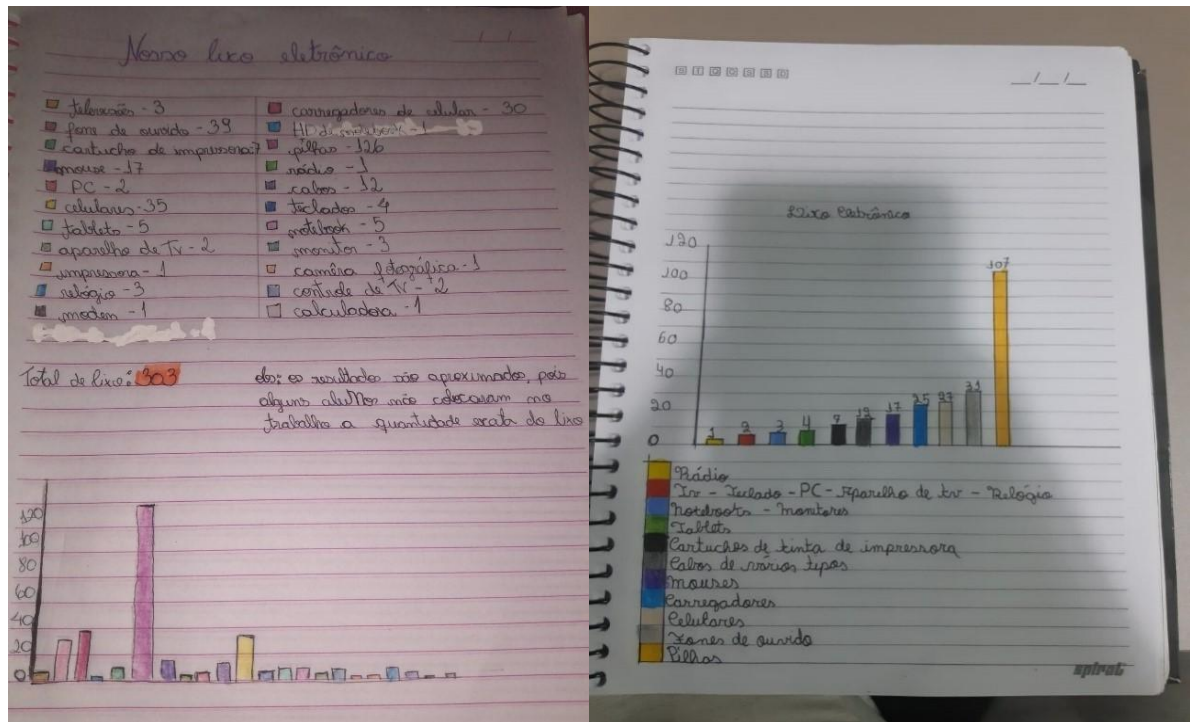 Nosso lixo eletrônico
televisões - 3
fone de ouvido - 39
cartucho de impressora: 7
mouse - 17
PC - 2
celulares - 35
tablets - 5
aparelho de Tv - 2
impressora - 1
relógio - 3
modem - 1
carregadores de celular - 30
HD de notebook - 1
pilhas - 126
rádio - 1
cabos - 12
teclados - 4
notebook - 5
monitor - 3
camêra fotográfica - 1
controle de Tv - 2
calculadora - 1
Total de lixo: 303
obs: os resultados são aproximados, pois
alguns alunos não colocaram no
trabalho a quantidade exata do lixo
120
100
80
60
40
20
0
Lixo Eletrônico
120
100
80
60
40
20
0
1 2 3 4 7 12 17 25 27 31 107
Rádio
Tv - Teclado - PC - Aparelho de tv - Relógio
Notebooks - Monitores
Tablets
Cartuchos de tinta de impressora
Cabos de vários tipos
Mouses
Carregadores
Celulares
Fones de ouvido
Pilhas
spiral